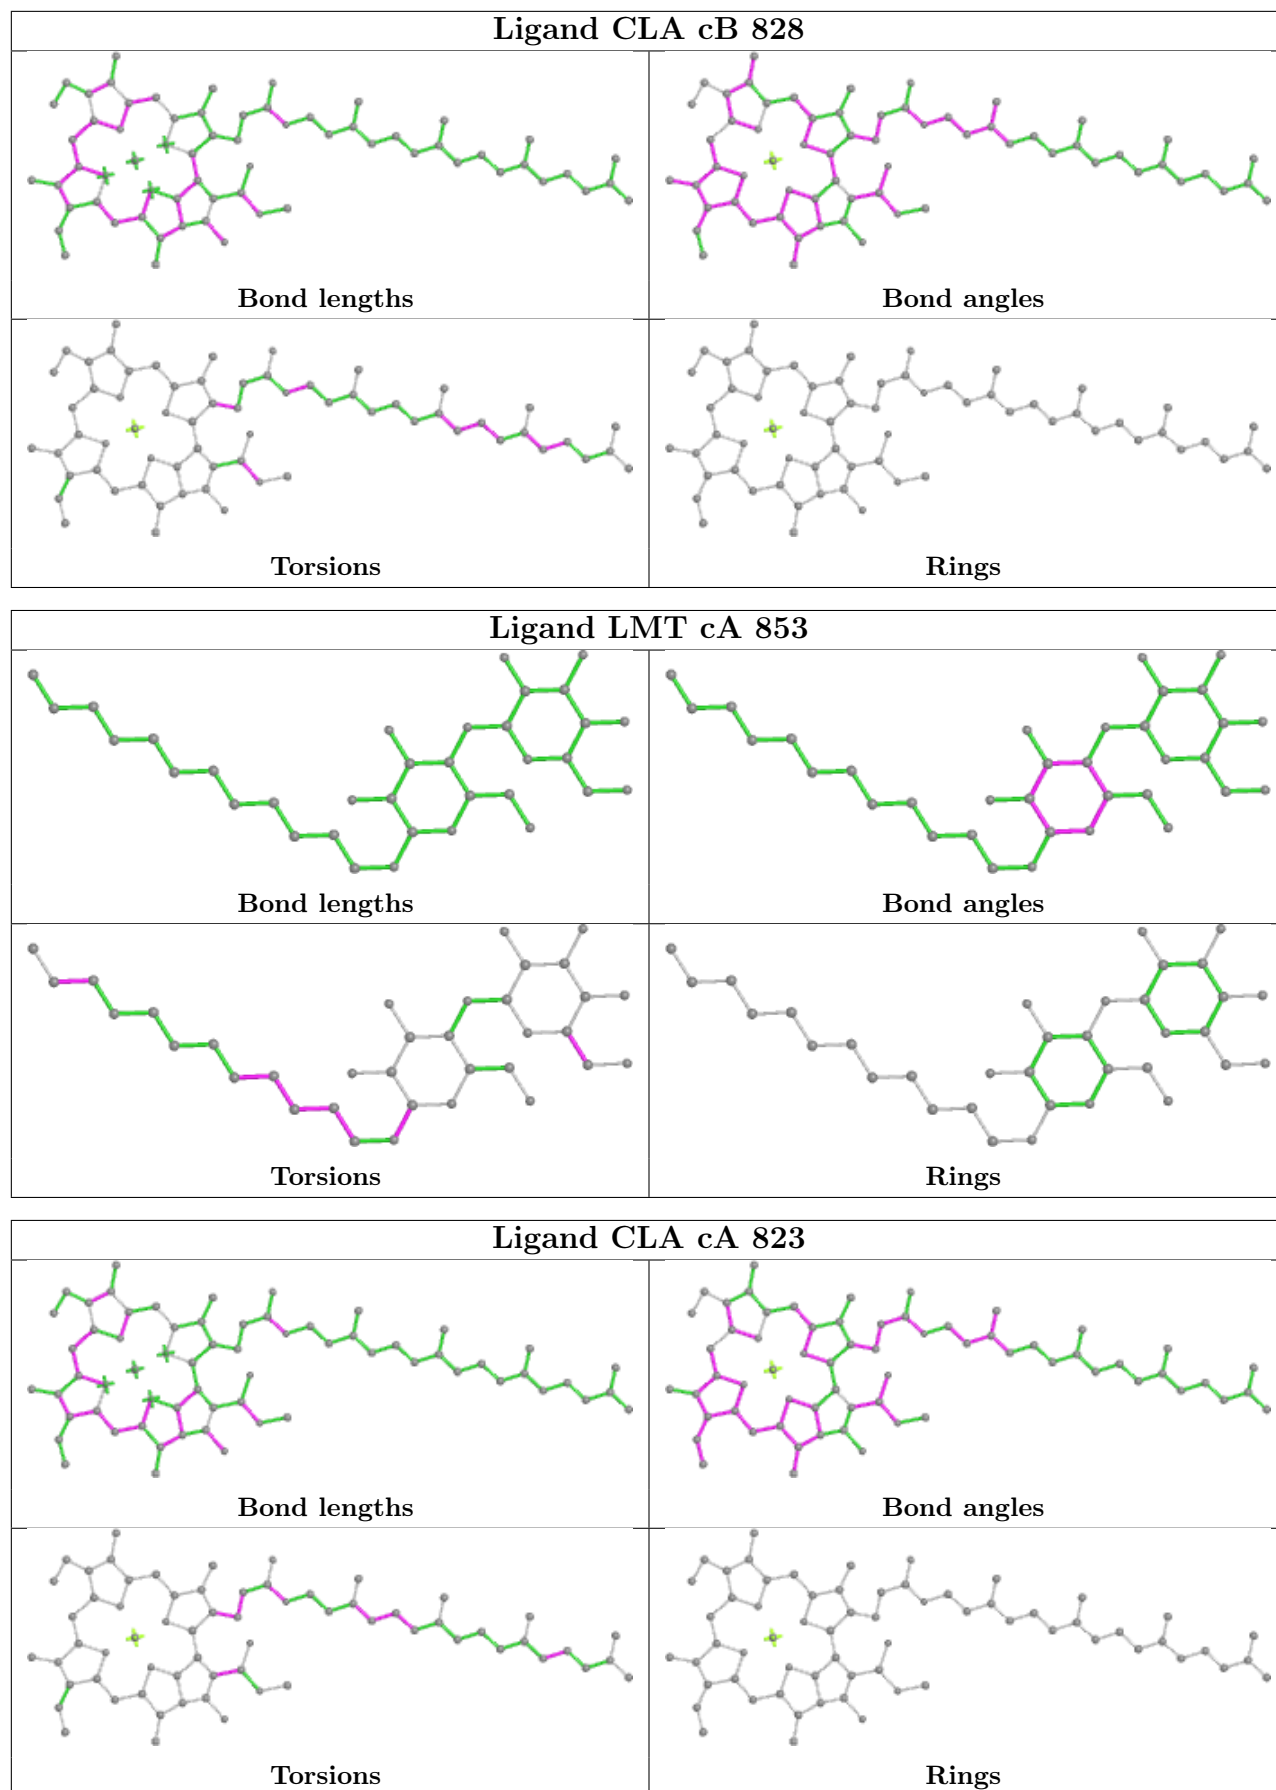 Ligand CLA cB 828
Bond lengths
Bond angles
Torsions
Rings
Ligand LMT cA 853
Bond lengths
Bond angles
Torsions
Rings
Ligand CLA cA 823
Bond lengths
Bond angles
Torsions
Rings